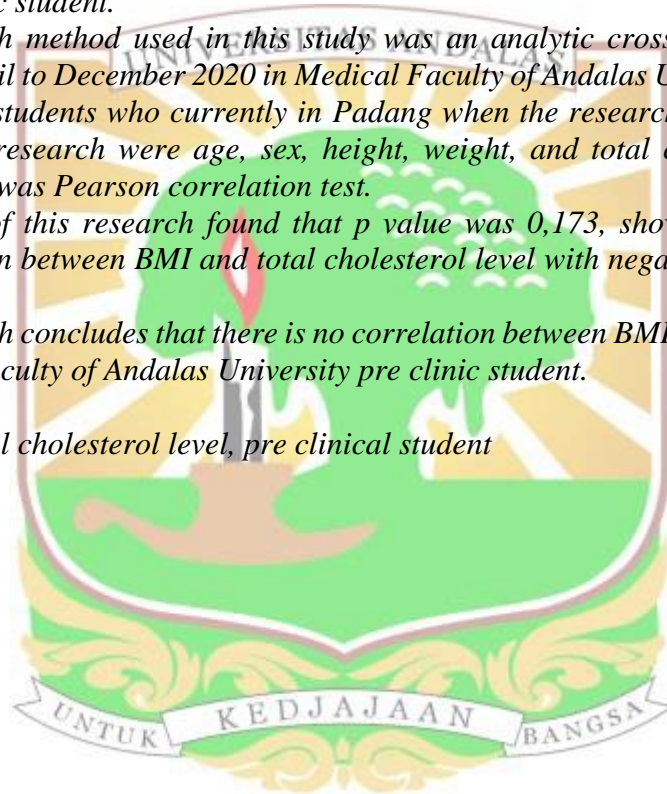 c student.
h method used in this study was an analytic cross
UNIVERSITAS ANDALAS
il to December 2020 in Medical Faculty of Andalas U
students who currently in Padang when the research
research were age, sex, height, weight, and total c
was Pearson correlation test.
of this research found that p value was 0,173, show
n between BMI and total cholesterol level with nega
h concludes that there is no correlation between BMI
aculty of Andalas University pre clinic student.
l cholesterol level, pre clinical student
UNTUK KEDJAJAAN BANGSA